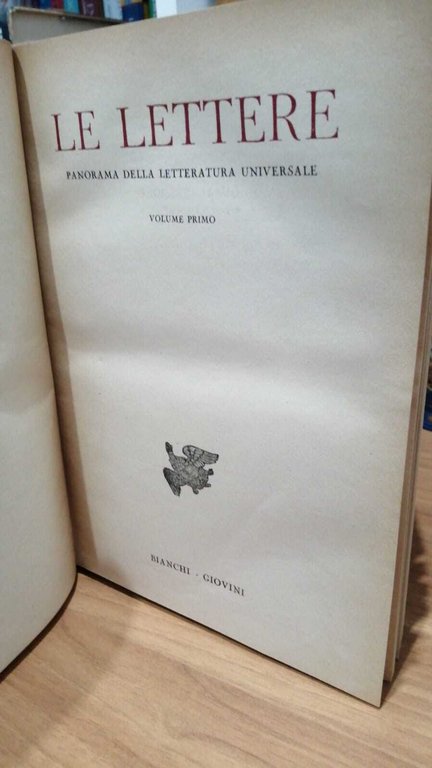 LE LETTERE
PANORAMA DELLA LETTERATURA UNIVERSALE
VOLUME PRIMO
BIANCHI - GIOVINI